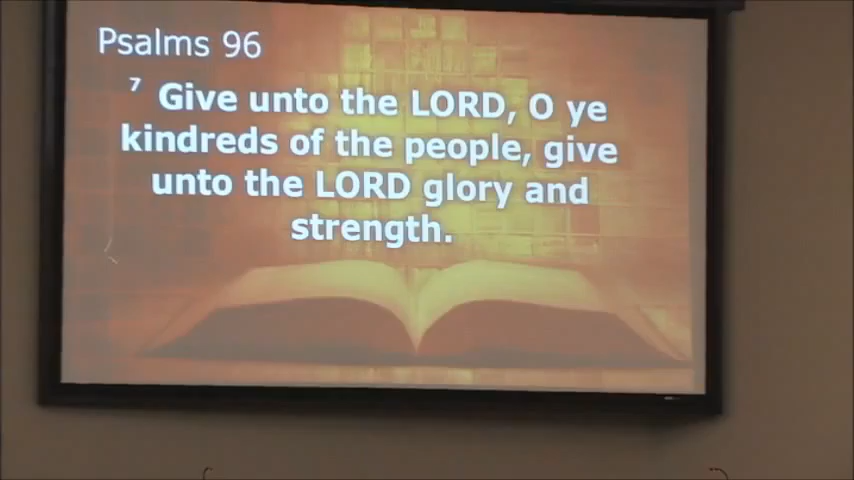 Psalms 96
7 Give unto the LORD, O ye
kindreds of the people, give
unto the LORD glory and
strength.